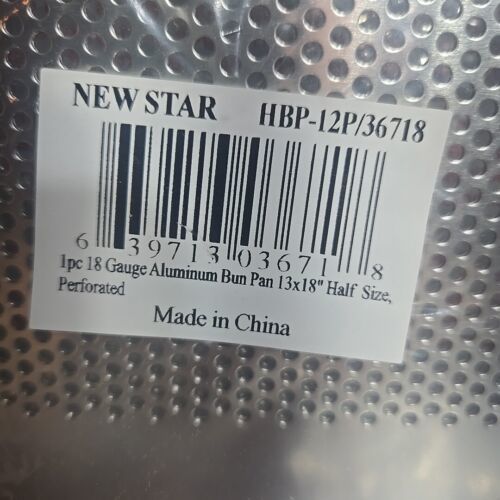 NEW STAR HBP-12P/36718
6 39713 03671 8
1pc 18 Gauge Aluminum Bun Pan 13x18" Half Size,
Perforated
Made in China